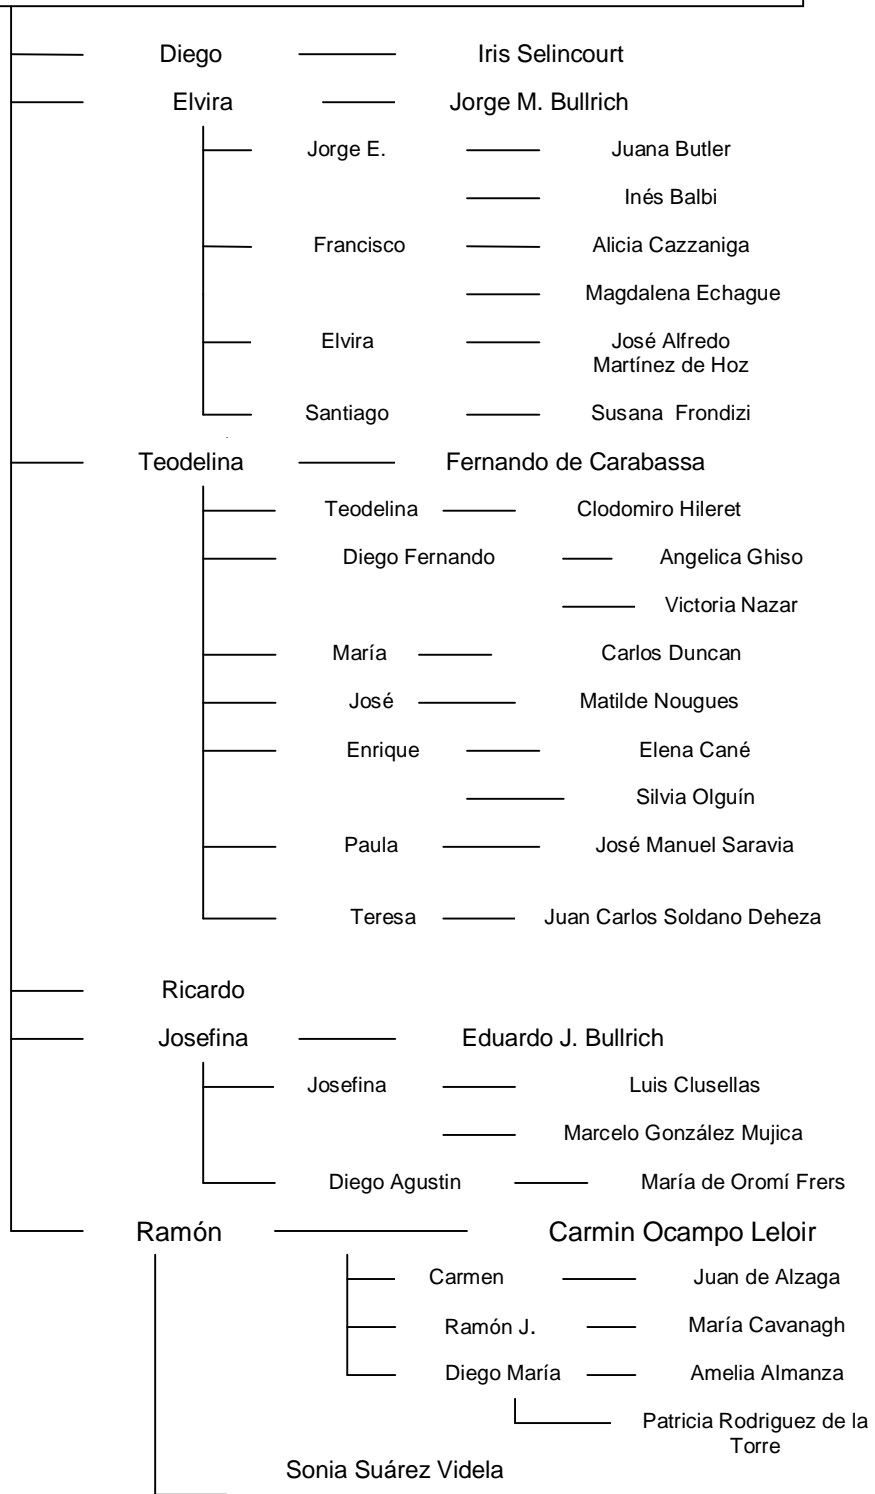 Diego Iris Selincourt
Elvira Jorge M. Bullrich
Jorge E. Juana Butler
Inés Balbi
Francisco Alicia Cazzaniga
Magdalena Echague
Elvira José Alfredo
Martínez de Hoz
Santiago Susana Frondizi
Teodelina Fernando de Carabassa
Teodelina Clodomiro Hileret
Diego Fernando Angelica Ghiso
Victoria Nazar
María Carlos Duncan
José Matilde Nougues
Enrique Elena Cané
Silvia Olguín
Paula José Manuel Saravia
Teresa Juan Carlos Soldano Deheza
Ricardo
Josefina Eduardo J. Bullrich
Josefina Luis Clusellas
Marcelo González Mujica
Diego Agustin María de Oromí Frers
Ramón Carmin Ocampo Leloir
Carmen Juan de Alzaga
Ramón J. María Cavanagh
Diego María Amelia Almanza
Patricia Rodriguez de la
Torre
Sonia Suárez Videla